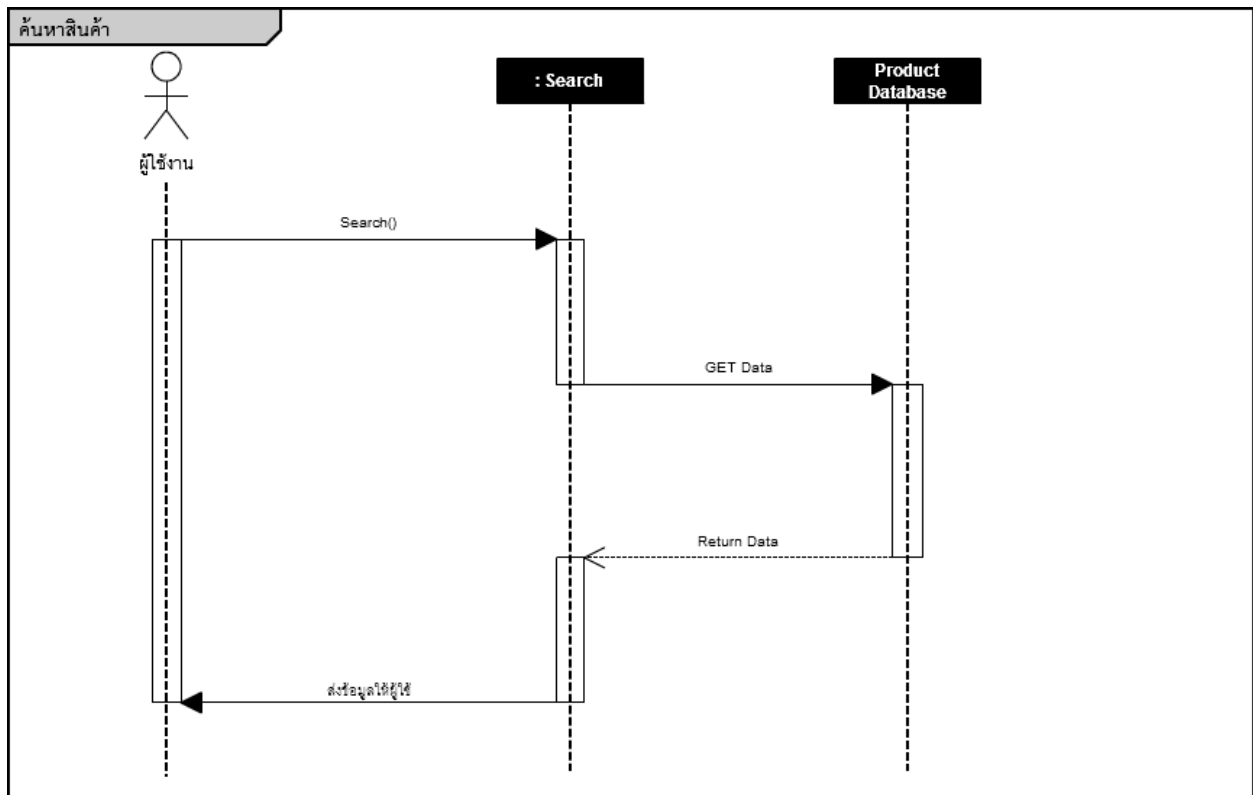 ค้นหาสินค้า
: Search
Product
Database
ผู้ใช้งาน
Search()
GET Data
Return Data
ส่งข้อมูลให้ผู้ใช้